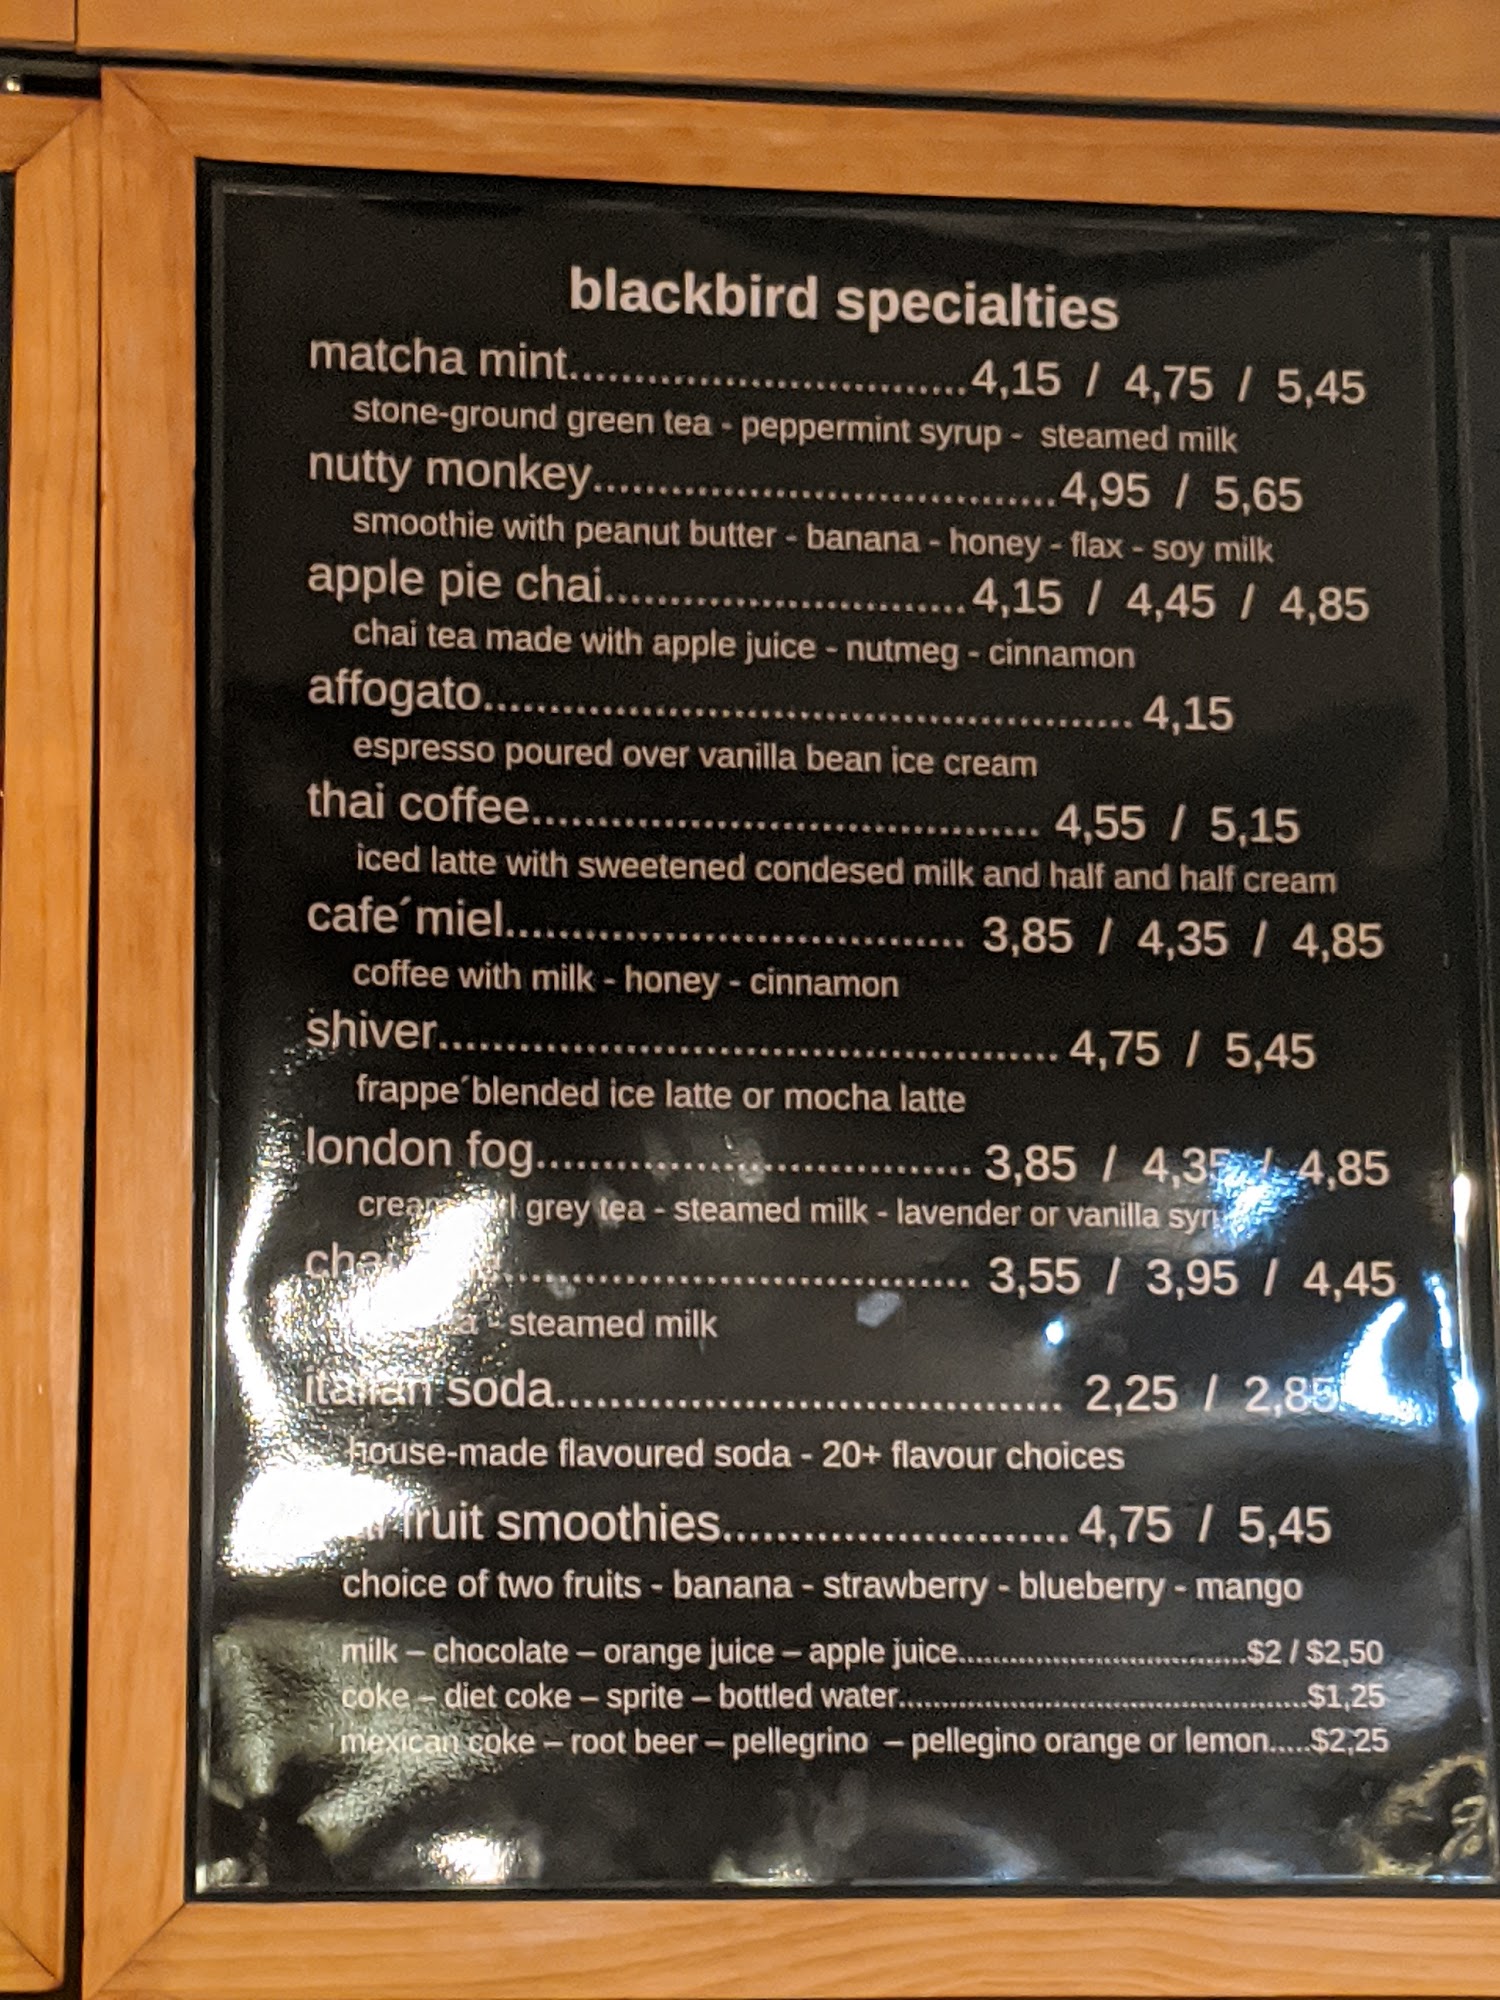 blackbird specialties
matcha mint...............................4,15 / 4,75 / 5,45
stone-ground green tea - peppermint syrup - steamed milk
nutty monkey....................................4,95 / 5,65
smoothie with peanut butter - banana - honey - flax - soy milk
apple pie chai............................4,15 / 4,45 / 4,85
chai tea made with apple juice - nutmeg - cinnamon
affogato.................................................. 4,15
espresso poured over vanilla bean ice cream
thai coffee....................................... 4,55 / 5,15
iced latte with sweetened condesed milk and half and half cream
cafe´miel................................... 3,85 / 4,35 / 4,85
coffee with milk - honey - cinnamon
shiver................................................ 4,75 / 5,45
frappe´blended ice latte or mocha latte
london fog.................................. 3,85 / 4,35 / 4,85
grey tea - steamed milk - lavender or vanilla
.................................... 3,55 / 3,95 / 4,45
- steamed milk
italian soda....................................... 2,25 / 2,85
house-made flavoured soda - 20+ flavour choices
fruit smoothies.......................... 4,75 / 5,45
choice of two fruits - banana - strawberry - blueberry - mango
milk – chocolate – orange juice – apple juice...................................$2 / $2,50
coke – diet coke – sprite – bottled water.................................................$1,25
mexican coke – root beer – pellegrino – pellegino orange or lemon.....$2,25